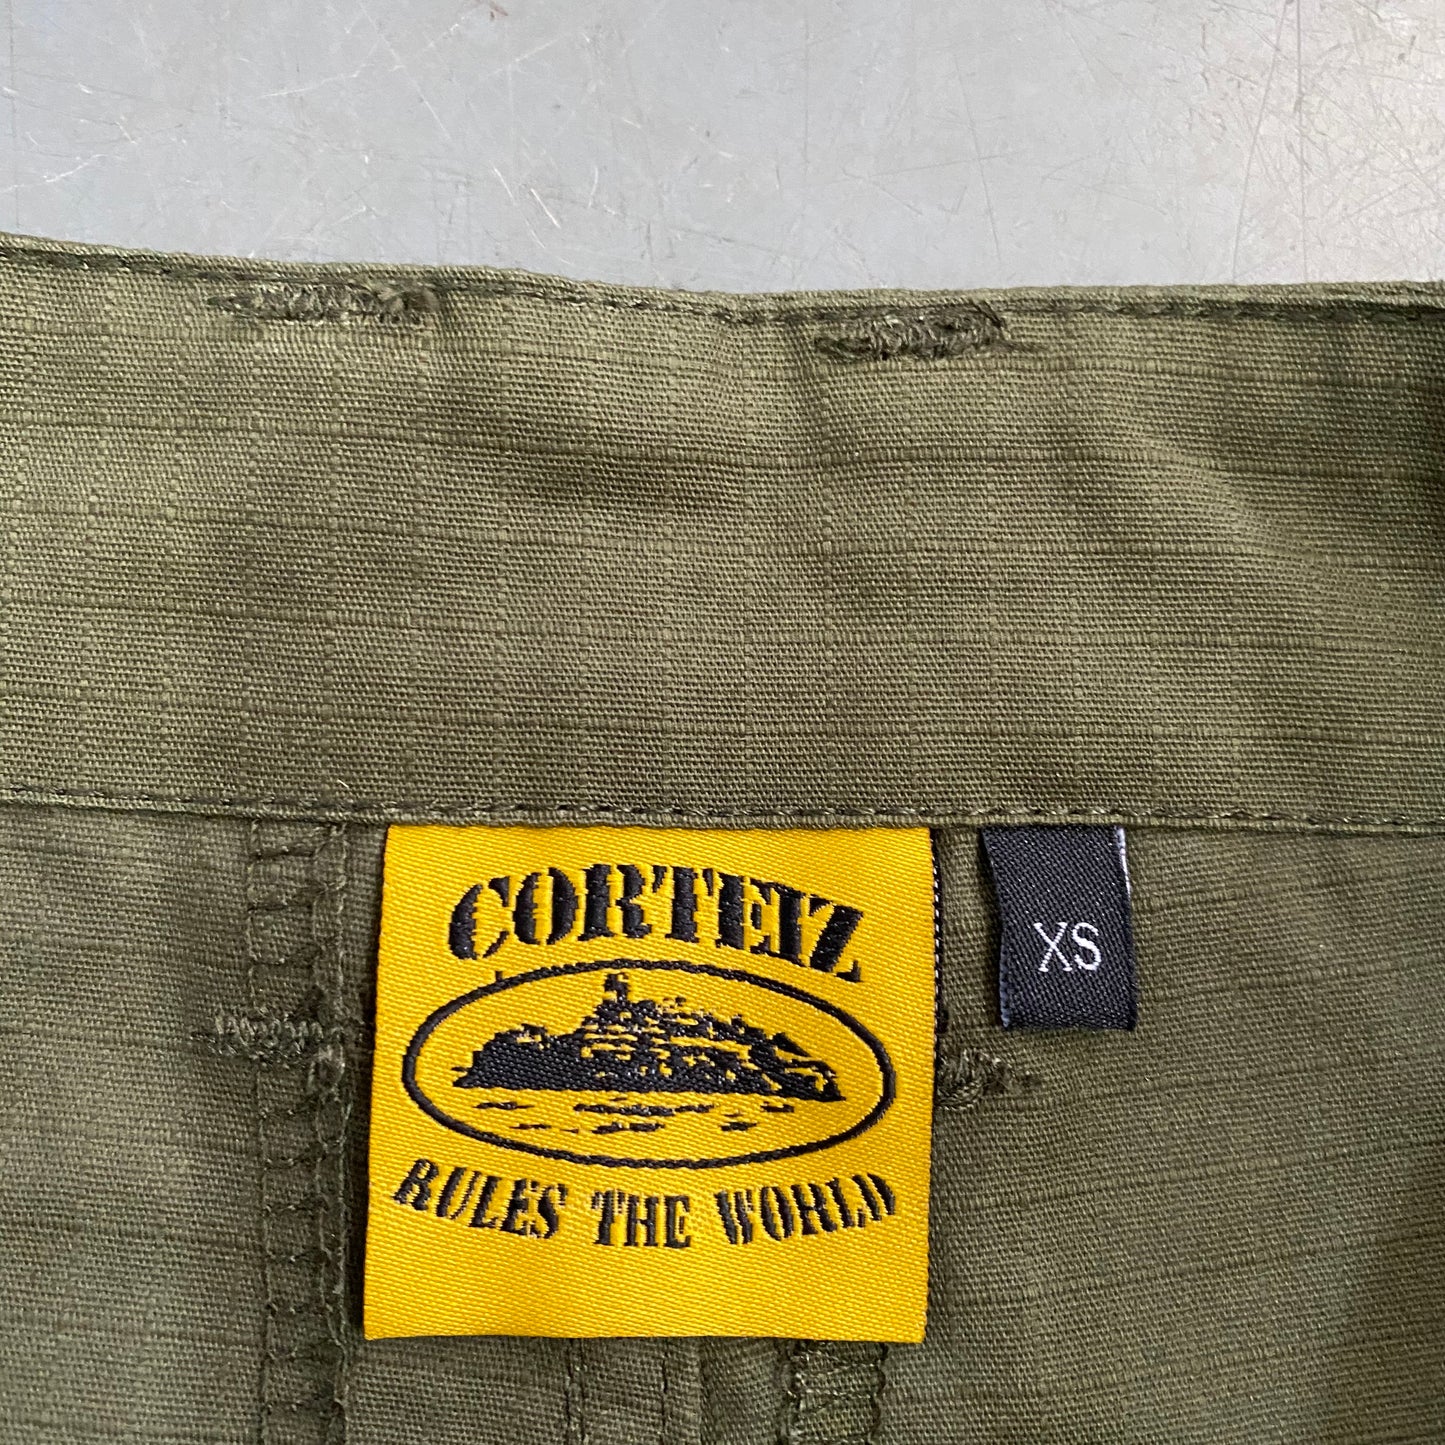 CORTEIZ
RULES THE WORLD
XS